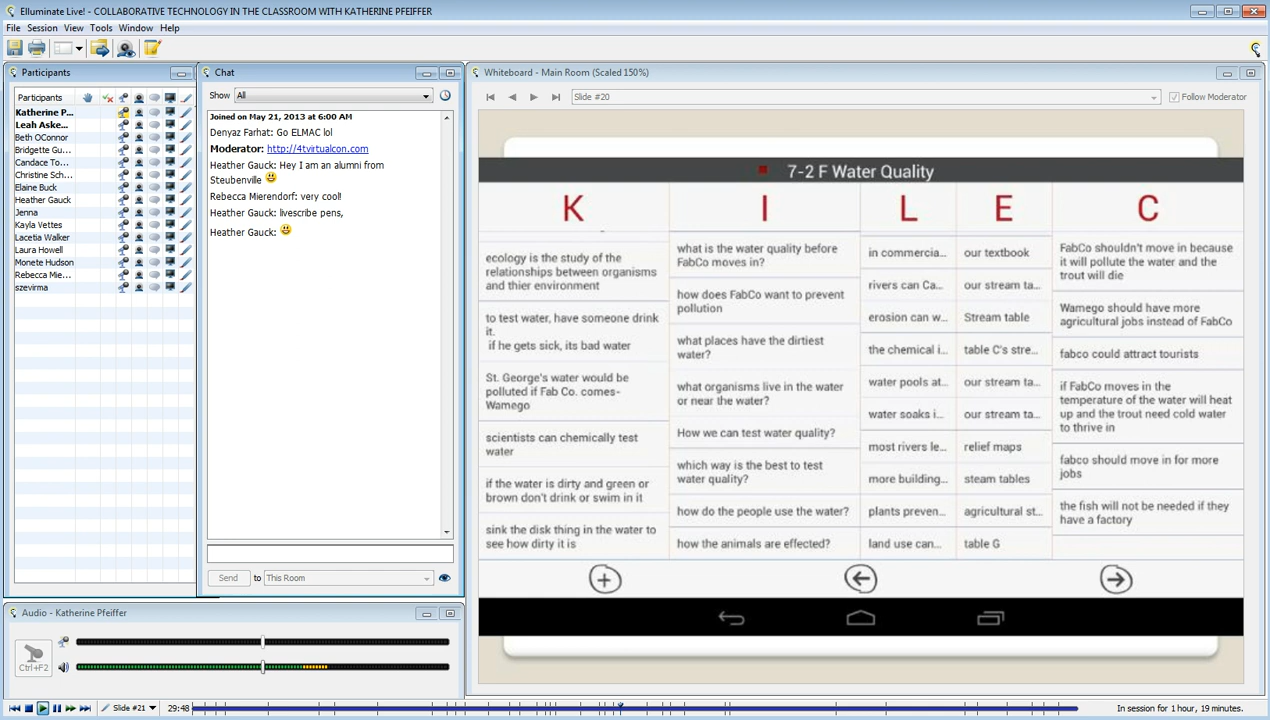 Elluminate Live! - COLLABORATIVE TECHNOLOGY IN THE CLASSROOM WITH KATHERINE PFEIFFER
File Session View Tools Window Help
Participants
Participants
Katherine P...
Leah Aske...
Beth OConnor
Bridgette Gu...
Candace To...
Christine Sch...
Elaine Buck
Heather Gauck
Jenna
Kayla Vettes
Lacetia Walker
Laura Howell
Monete Hudson
Rebecca Mie...
szevirma
Chat
Show All
Joined on May 21, 2013 at 6:00 AM
Denyaz Farhat: Go ELMAC lol
Moderator: http://4tvirtualcon.com
Heather Gauck: Hey I am an alumni from
Steubenville
Rebecca Mierendorf: very cool!
Heather Gauck: livescribe pens,
Heather Gauck:
Send to This Room
Audio - Katherine Pfeiffer
Ctrl+F2
Whiteboard - Main Room (Scaled 150%)
Slide #20
Follow Moderator
7-2 F Water Quality
K
ecology is the study of the
relationships between organisms
and thier environment
to test water, have someone drink
it.
if he gets sick, its bad water
St. George's water would be
polluted if Fab Co. comes-
Wamego
scientists can chemically test
water
if the water is dirty and green or
brown don't drink or swim in it
sink the disk thing in the water to
see how dirty it is
I
what is the water quality before
FabCo moves in?
how does FabCo want to prevent
pollution
what places have the dirtiest
water?
what organisms live in the water
or near the water?
How we can test water quality?
which way is the best to test
water quality?
how do the people use the water?
how the animals are effected?
L
in commercia...
rivers can Ca...
erosion can w...
the chemical i...
water pools at...
water soaks i...
most rivers le...
more building...
plants preven...
land use can...
E
our textbook
our stream ta...
Stream table
table C's stre...
our stream ta...
our stream ta...
relief maps
steam tables
agricultural st...
table G
C
FabCo shouldn't move in because
it will pollute the water and the
trout will die
Wamego should have more
agricultural jobs instead of FabCo
fabco could attract tourists
if FabCo moves in the
temperature of the water will heat
up and the trout need cold water
to thrive in
fabco should move in for more
jobs
the fish will not be needed if they
have a factory
Slide #21
29:48
In session for 1 hour, 19 minutes.